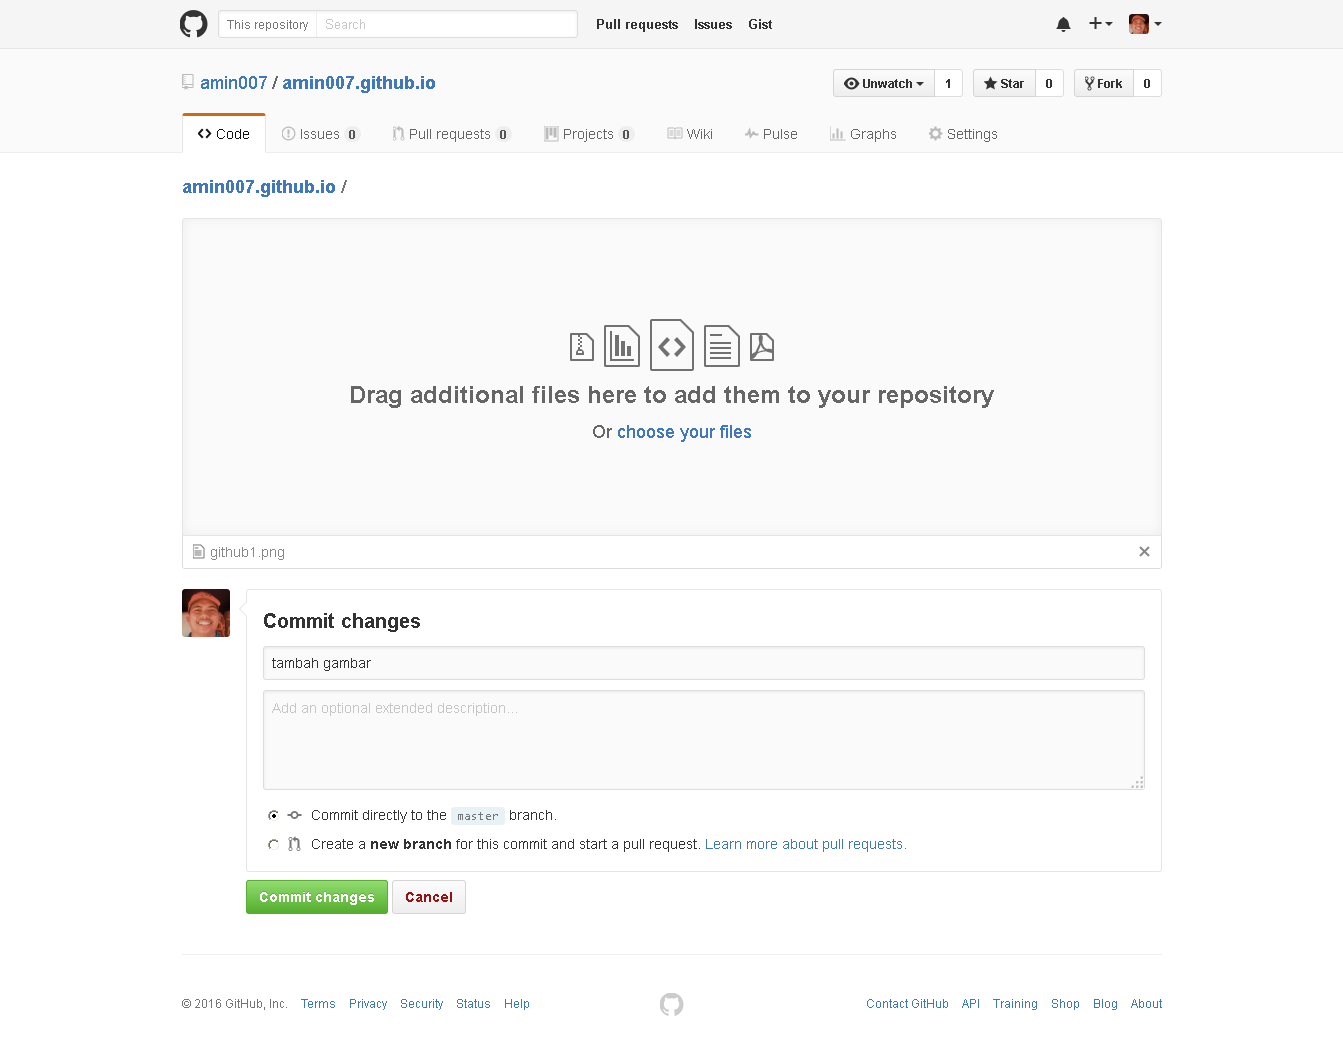 This repository Search Pull requests Issues Gist
amin007 / amin007.github.io Unwatch 1 Star 0 Fork 0
Code Issues 0 Pull requests 0 Projects 0 Wiki Pulse Graphs Settings
amin007.github.io /
Drag additional files here to add them to your repository
Or choose your files
github1.png
Commit changes
tambah gambar
Add an optional extended description...
Commit directly to the master branch.
Create a new branch for this commit and start a pull request. Learn more about pull requests.
Commit changes Cancel
© 2016 GitHub, Inc. Terms Privacy Security Status Help Contact GitHub API Training Shop Blog About